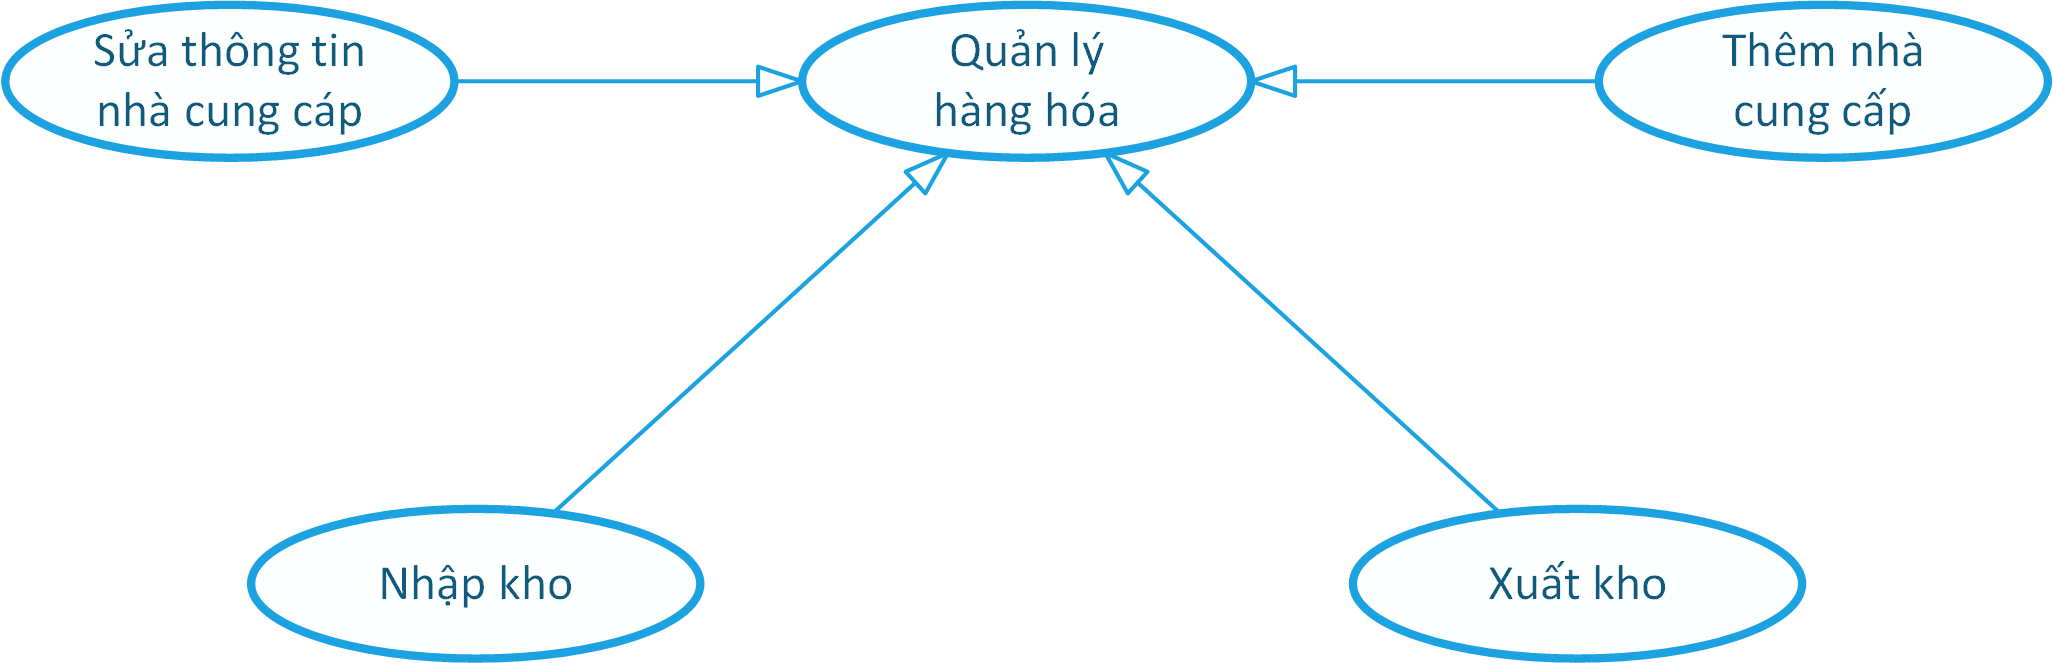 Sửa thông tin
nhà cung cáp
Quản lý
hàng hóa
Thêm nhà
cung cấp
Nhập kho
Xuất kho